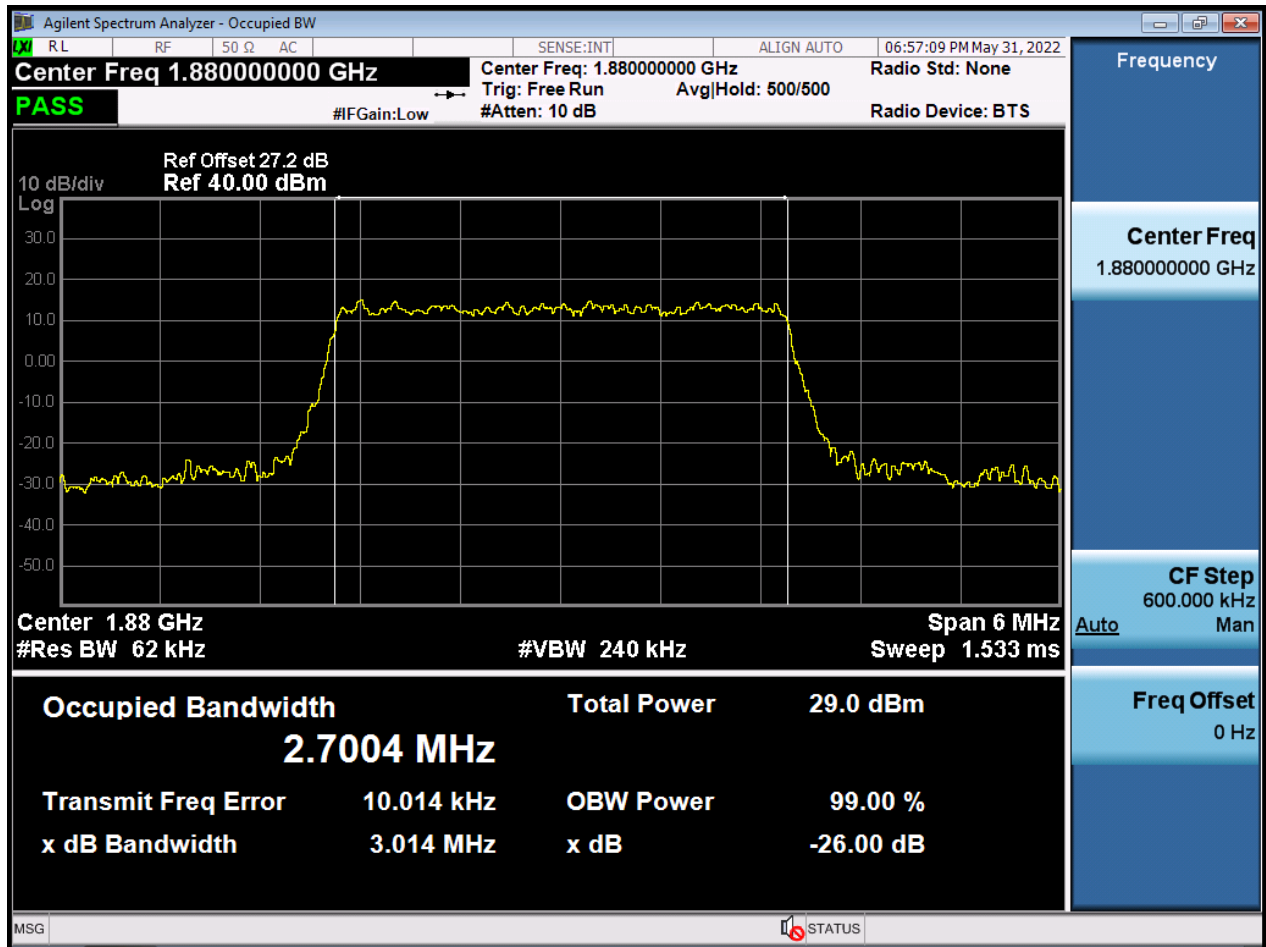 Agilent Spectrum Analyzer - Occupied BW
LXI RL RF 50 Ω AC SENSE:INT ALIGN AUTO 06:57:09 PM May 31, 2022
Center Freq 1.880000000 GHz
Center Freq: 1.880000000 GHz
Radio Std: None
Trig: Free Run Avg|Hold: 500/500
PASS
#IFGain:Low
#Atten: 10 dB
Radio Device: BTS
Ref Offset 27.2 dB
10 dB/div Ref 40.00 dBm
Log
30.0
20.0
10.0
0.00
-10.0
-20.0
-30.0
-40.0
-50.0
Center 1.88 GHz Span 6 MHz
#Res BW 62 kHz #VBW 240 kHz Sweep 1.533 ms
Occupied Bandwidth Total Power 29.0 dBm
2.7004 MHz
Transmit Freq Error 10.014 kHz OBW Power 99.00 %
x dB Bandwidth 3.014 MHz x dB -26.00 dB
MSG STATUS
Frequency
Center Freq
1.880000000 GHz
CF Step
600.000 kHz
Auto Man
Freq Offset
0 Hz